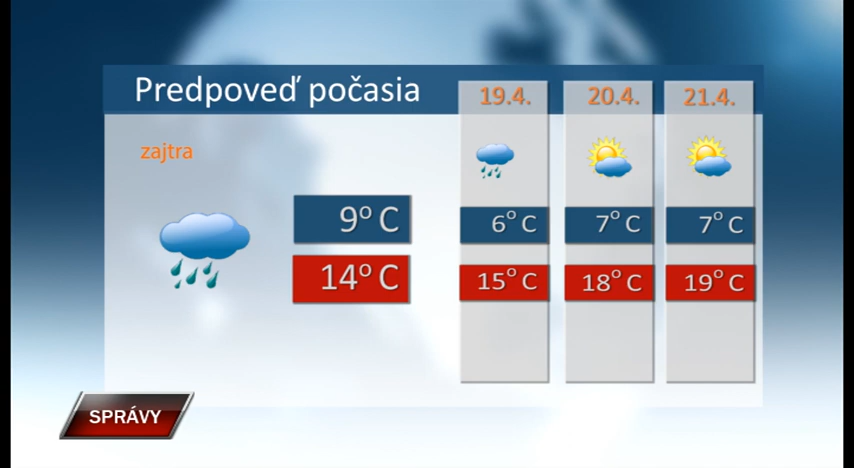 Predpoveď počasia
zajtra
9° C
14° C
19.4.
6° C
15° C
20.4.
7° C
18° C
21.4.
7° C
19° C
SPRÁVY